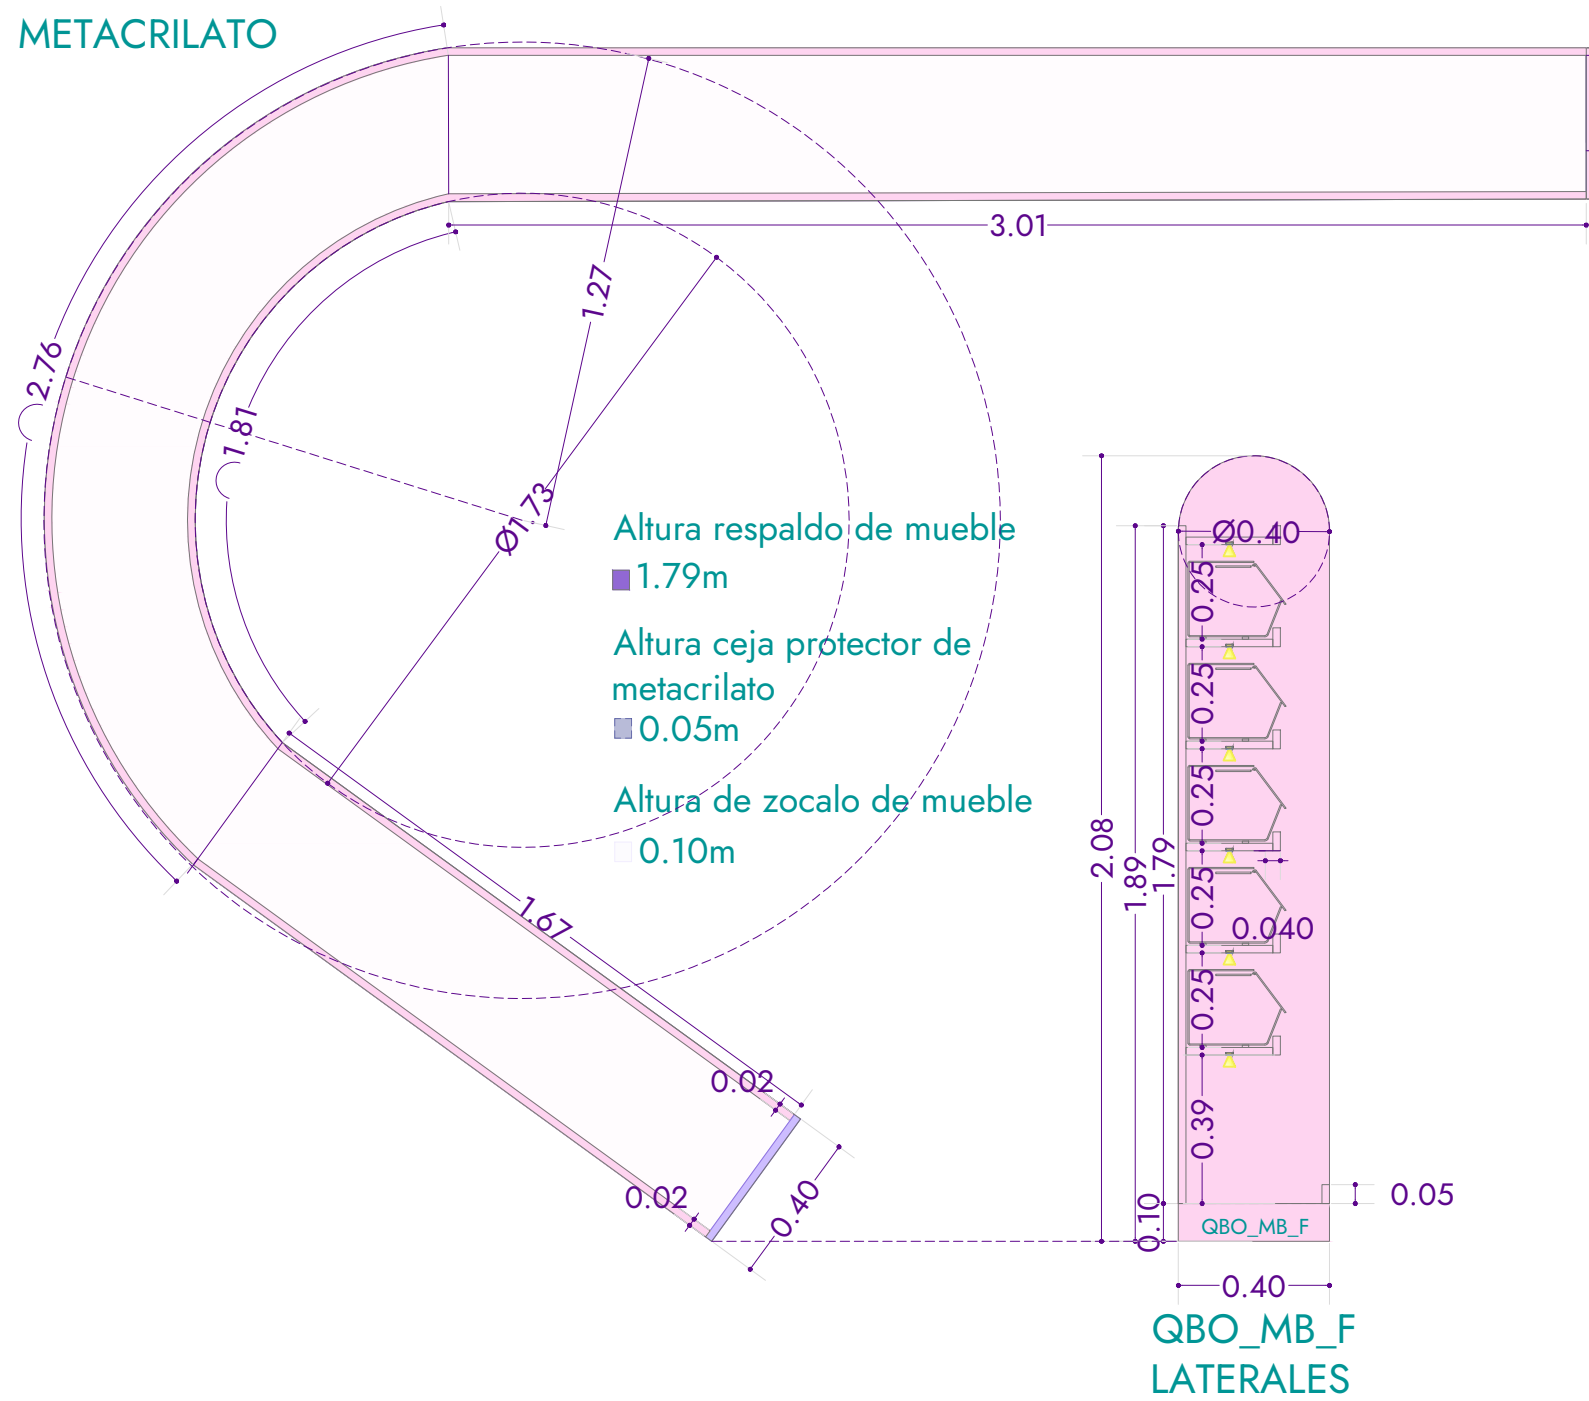 METACRILATO
3.01
1.27
2.76
1.81
Ø1.73
Altura respaldo de mueble
1.79m
Altura ceja protector de
metacrilato
0.05m
Altura de zocalo de mueble
0.10m
1.67
0.02
0.02
0.40
Ø0.40
0.25
0.25
0.25
0.25
0.25
0.040
0.39
2.08
1.89
1.79
0.10
0.05
QBO_MB_F
0.40
QBO_MB_F
LATERALES